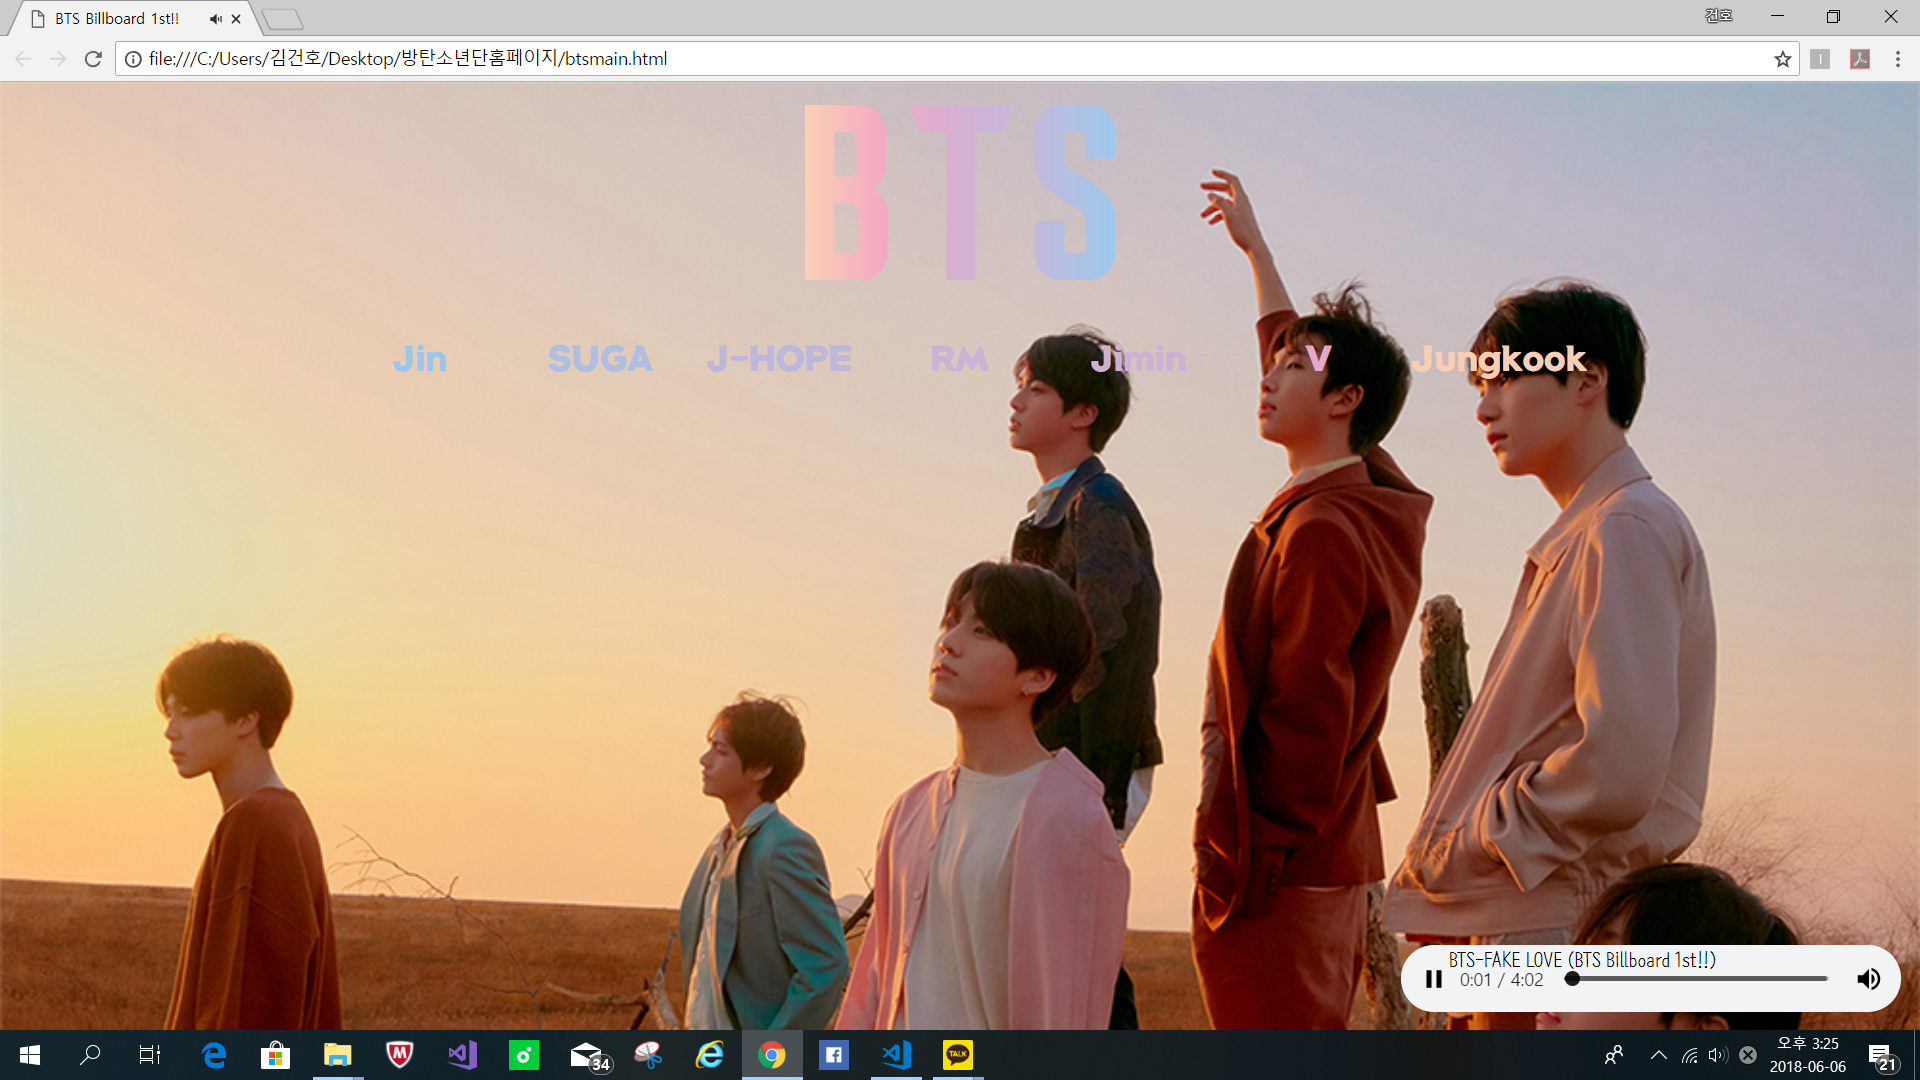 BTS Billboard 1st!!
건호
file:///C:/Users/김건호/Desktop/방탄소년단홈페이지/btsmain.html
BTS
Jin SUGA J-HOPE RM Jimin V Jungkook
BTS-FAKE LOVE (BTS Billboard 1st!!)
0:01 / 4:02
34
TALK
오후 3:25
2018-06-06
21